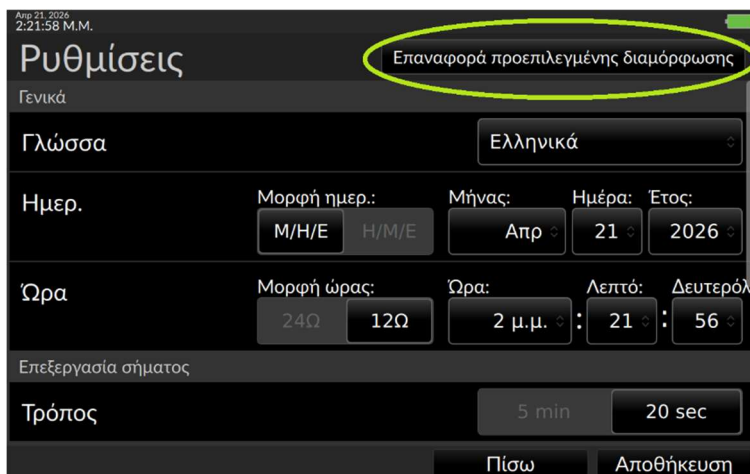 Απρ 21, 2026
2:21:58 Μ.Μ.
Ρυθμίσεις
Επαναφορά προεπιλεγμένης διαμόρφωσης
Γενικά
Γλώσσα
Ελληνικά
Ημερ.
Μορφή ημερ.:
Μήνας:
Ημέρα:
Έτος:
Μ/Η/Ε
Η/Μ/Ε
Απρ
21
2026
Ώρα
Μορφή ώρας:
Ώρα:
Λεπτό:
Δευτερόλ
24Ω
12Ω
2 μ.μ.
:
21
:
56
Επεξεργασία σήματος
Τρόπος
5 min
20 sec
Πίσω
Αποθήκευση